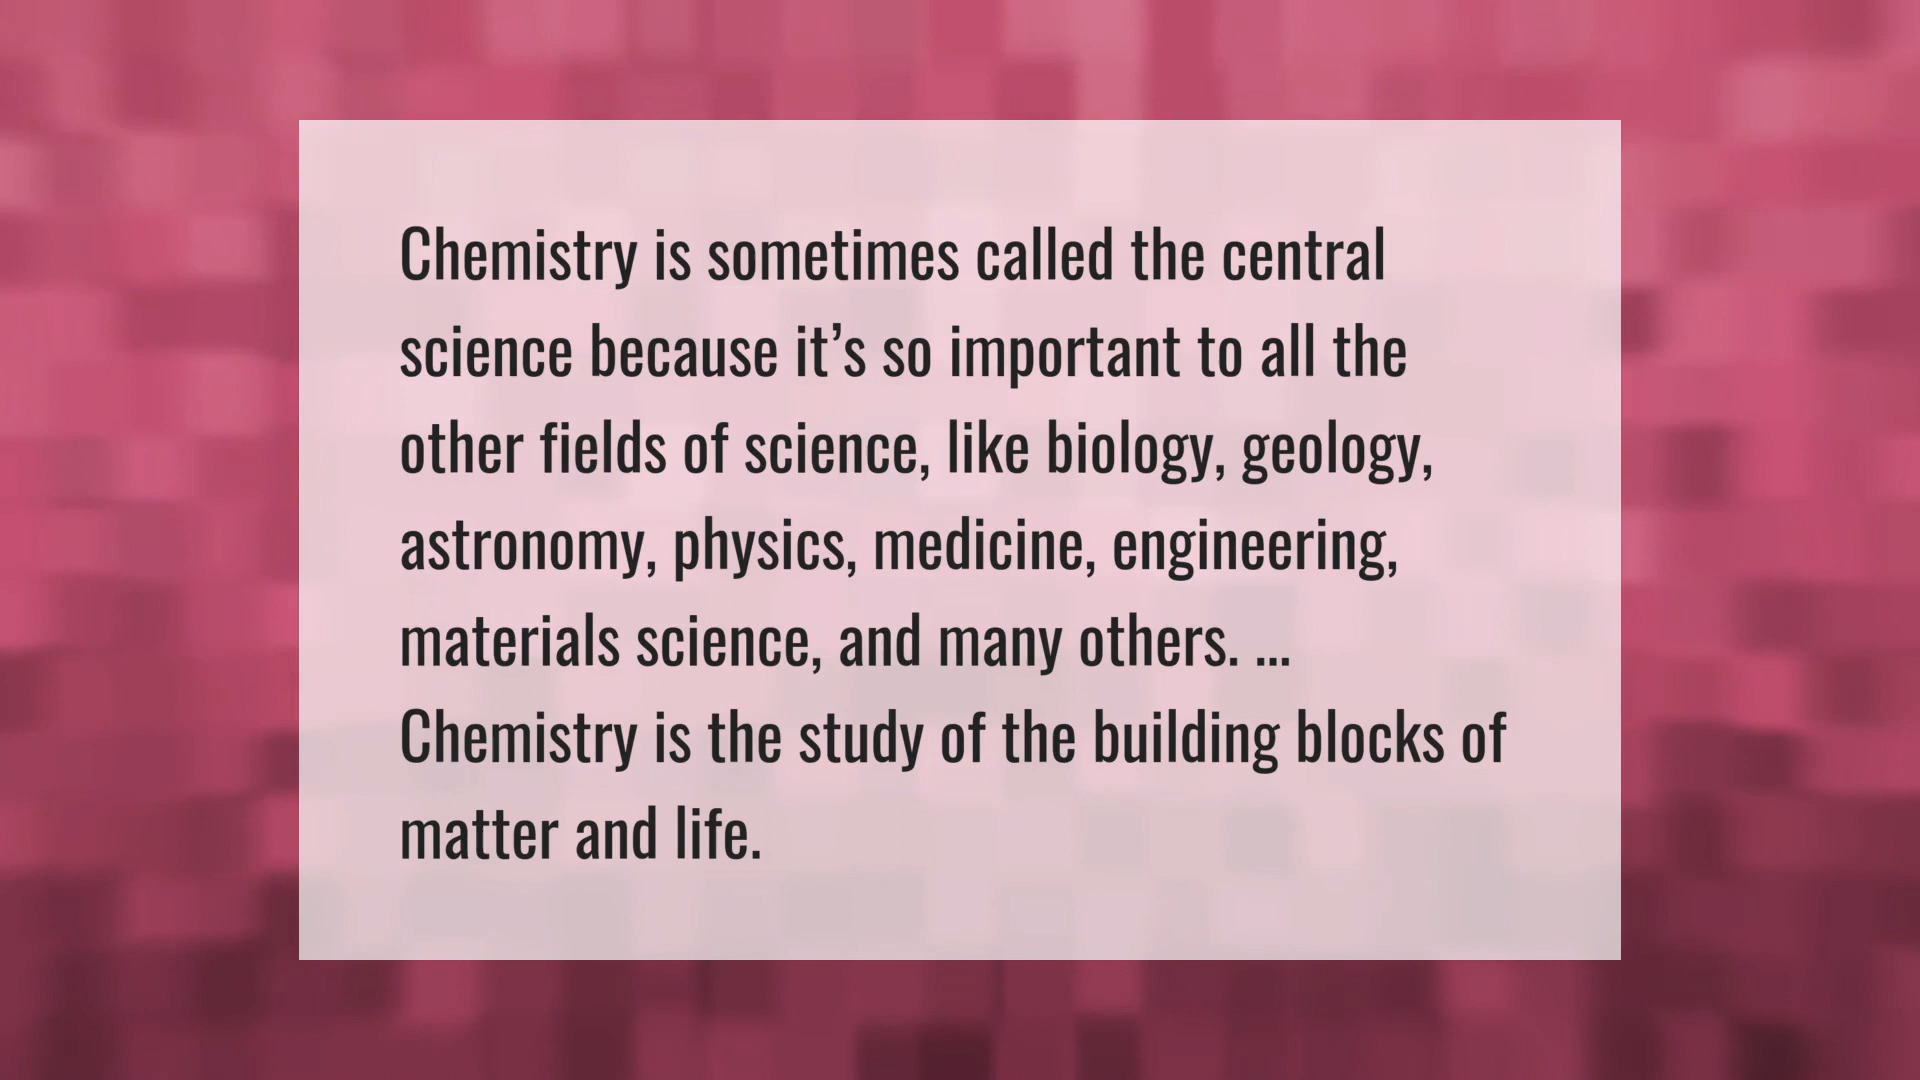 Chemistry is sometimes called the central
science because it’s so important to all the
other fields of science, like biology, geology,
astronomy, physics, medicine, engineering,
materials science, and many others. ...
Chemistry is the study of the building blocks of
matter and life.